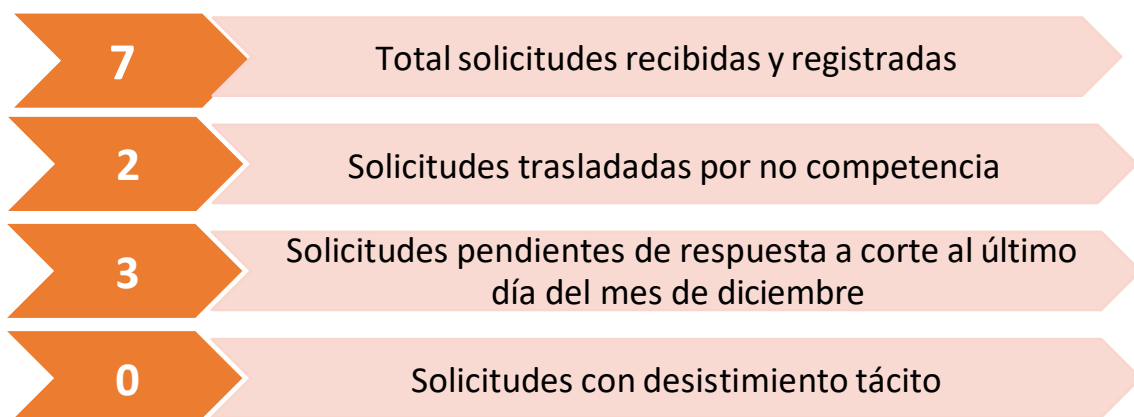 7
Total solicitudes recibidas y registradas
2
Solicitudes trasladadas por no competencia
3
Solicitudes pendientes de respuesta a corte al último
día del mes de diciembre
0
Solicitudes con desistimiento tácito